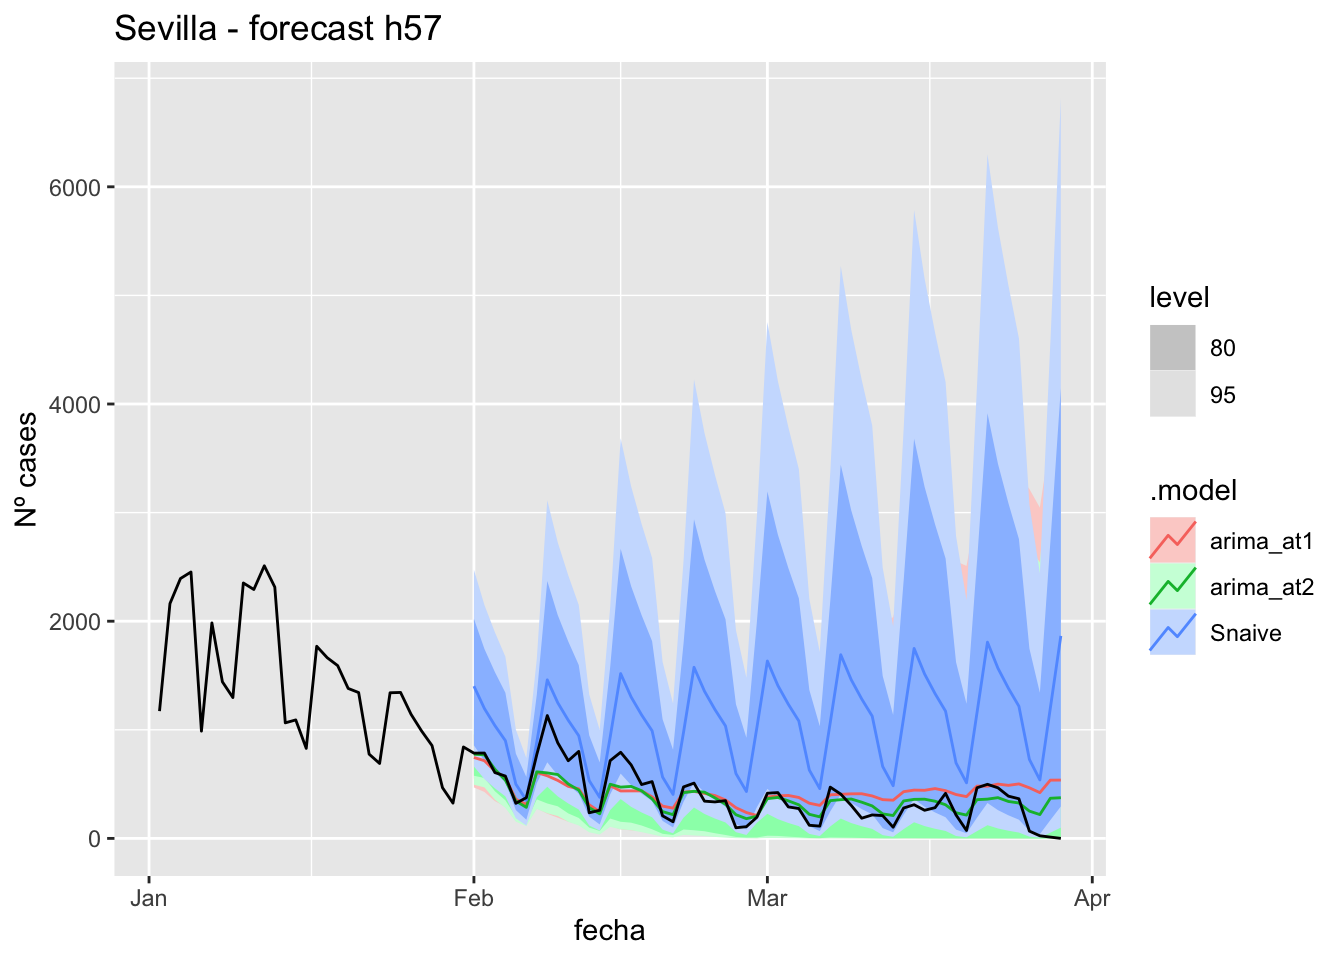 Sevilla - forecast h57
Nº cases
6000
4000
2000
0
Jan
Feb
Mar
Apr
fecha
level
80
95
.model
arima_at1
arima_at2
Snaive